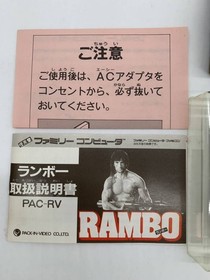 ご注意
ご使用後は、ACアダプタを
コンセントから、必ず抜いて
おいてください。
ファミリーコンピュータ
ランボー
取扱説明書
PAC-RV
RAMBO
PACK-IN-VIDEO CO.,LTD.